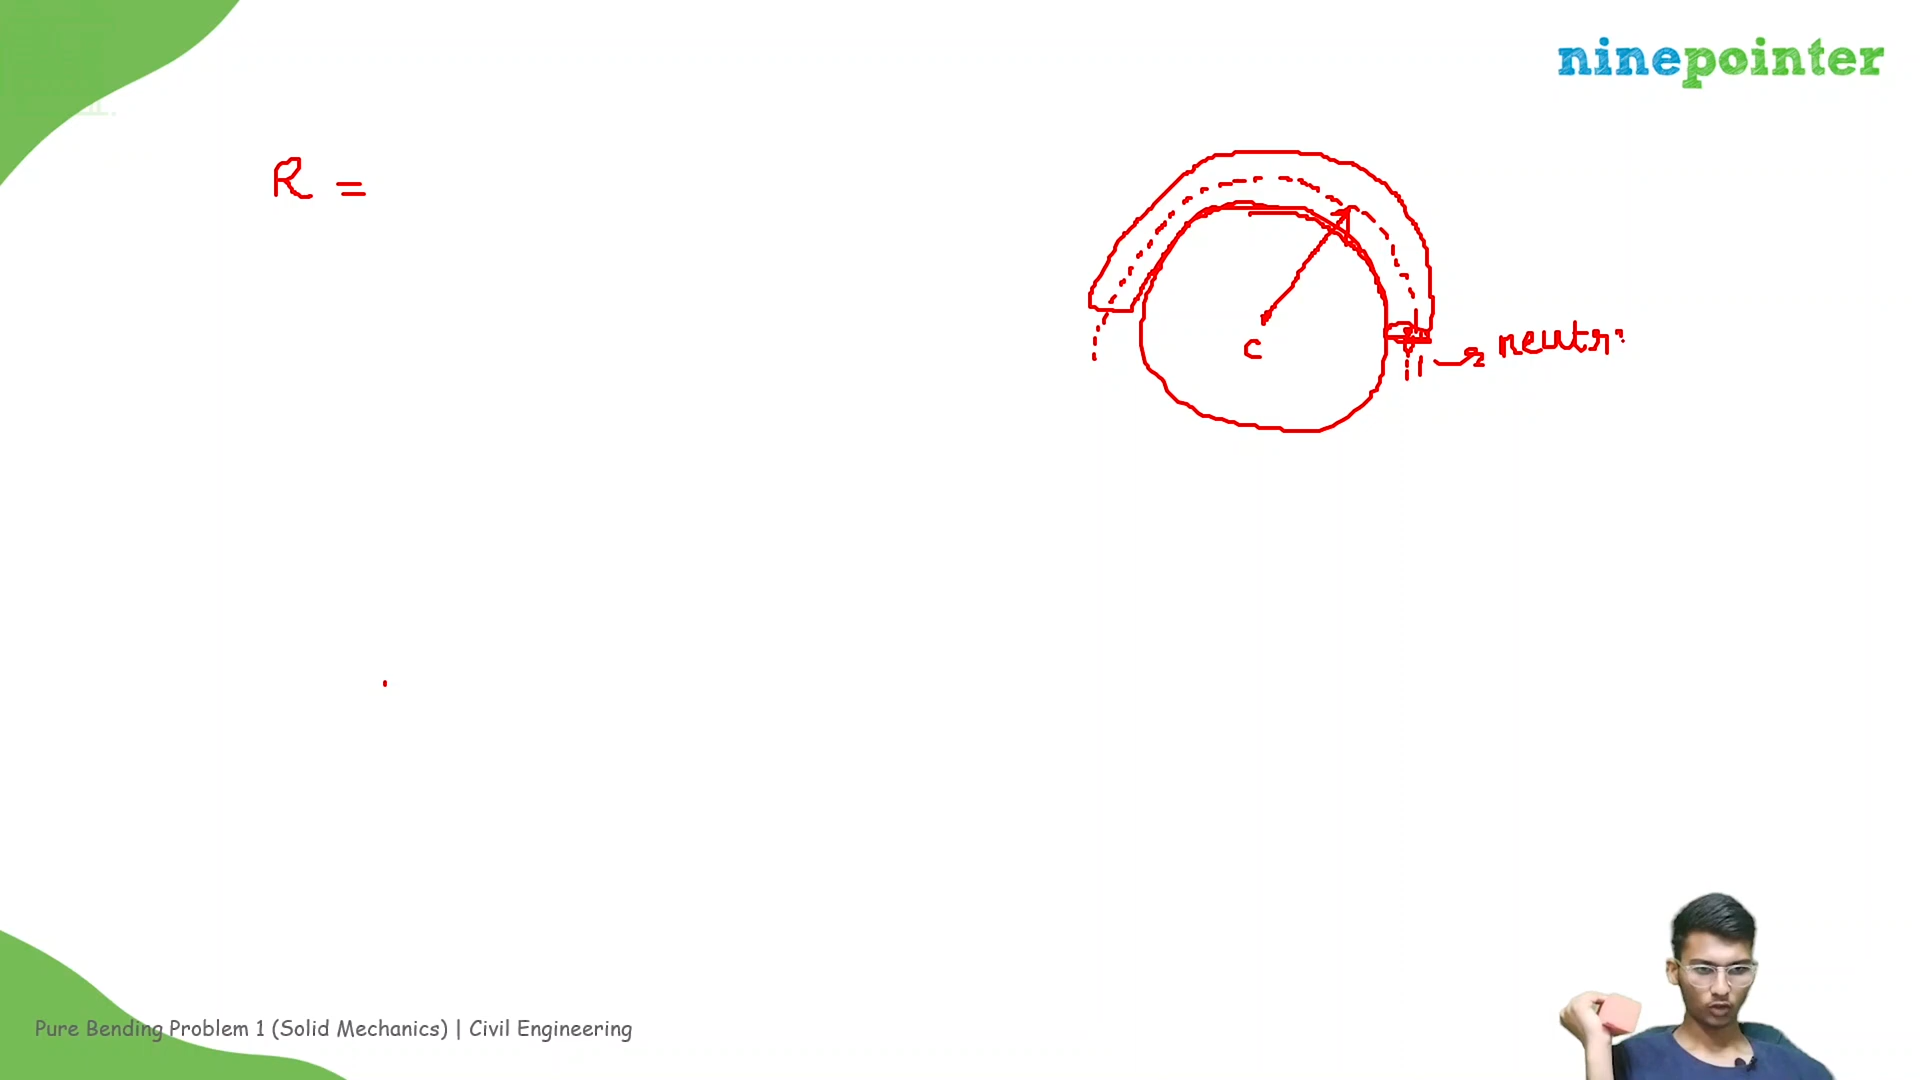 ninepointer
R =
C
neutr
Pure Bending Problem 1 (Solid Mechanics) | Civil Engineering